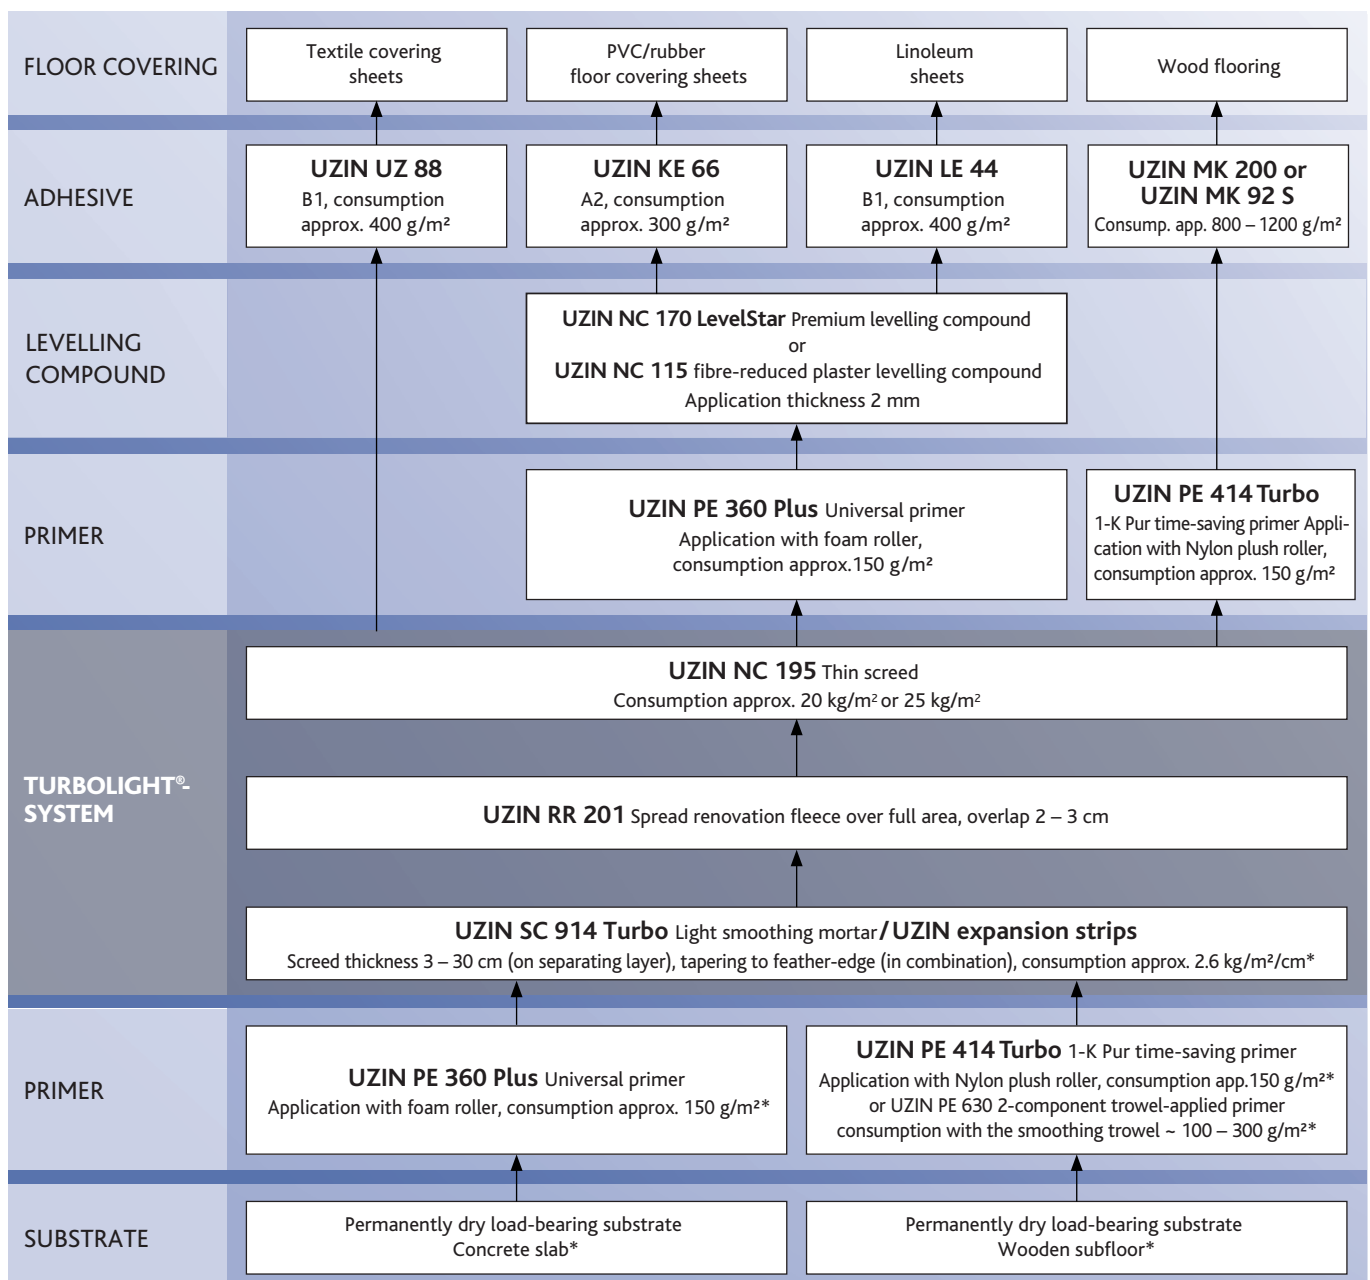 FLOOR COVERING
Textile covering
sheets
PVC/rubber
floor covering sheets
Linoleum
sheets
Wood flooring
ADHESIVE
UZIN UZ 88
B1, consumption
approx. 400 g/m²
UZIN KE 66
A2, consumption
approx. 300 g/m²
UZIN LE 44
B1, consumption
approx. 400 g/m²
UZIN MK 200 or
UZIN MK 92 S
Consump. app. 800 – 1200 g/m²
LEVELLING
COMPOUND
UZIN NC 170 LevelStar Premium levelling compound
or
UZIN NC 115 fibre-reduced plaster levelling compound
Application thickness 2 mm
PRIMER
UZIN PE 360 Plus Universal primer
Application with foam roller,
consumption approx.150 g/m²
UZIN PE 414 Turbo
1-K Pur time-saving primer Appli-
cation with Nylon plush roller,
consumption approx. 150 g/m²
TURBOLIGHT®-
SYSTEM
UZIN NC 195 Thin screed
Consumption approx. 20 kg/m² or 25 kg/m²
UZIN RR 201 Spread renovation fleece over full area, overlap 2 – 3 cm
UZIN SC 914 Turbo Light smoothing mortar/UZIN expansion strips
Screed thickness 3 – 30 cm (on separating layer), tapering to feather-edge (in combination), consumption approx. 2.6 kg/m²/cm*
PRIMER
UZIN PE 360 Plus Universal primer
Application with foam roller, consumption approx. 150 g/m²*
UZIN PE 414 Turbo 1-K Pur time-saving primer
Application with Nylon plush roller, consumption app.150 g/m²*
or UZIN PE 630 2-component trowel-applied primer
consumption with the smoothing trowel ~ 100 – 300 g/m²*
SUBSTRATE
Permanently dry load-bearing substrate
Concrete slab*
Permanently dry load-bearing substrate
Wooden subfloor*